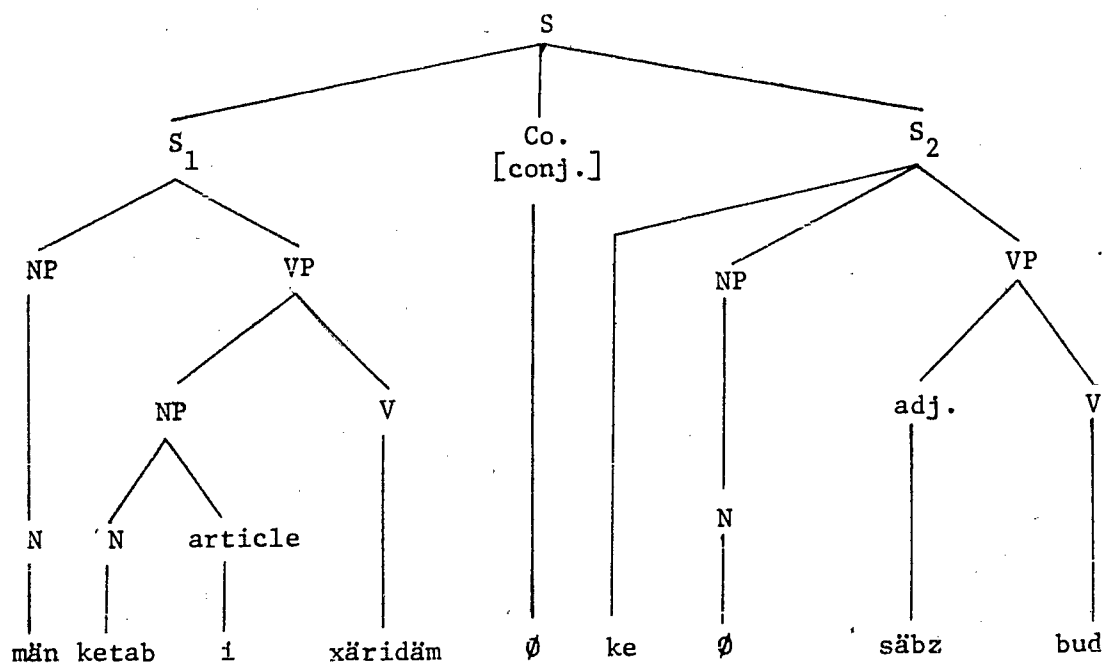 S
S₁ Co. S₂
[conj.]
NP VP NP VP
NP V adj. V
N N article N
män ketab i xäridäm ∅ ke ∅ säbz bud